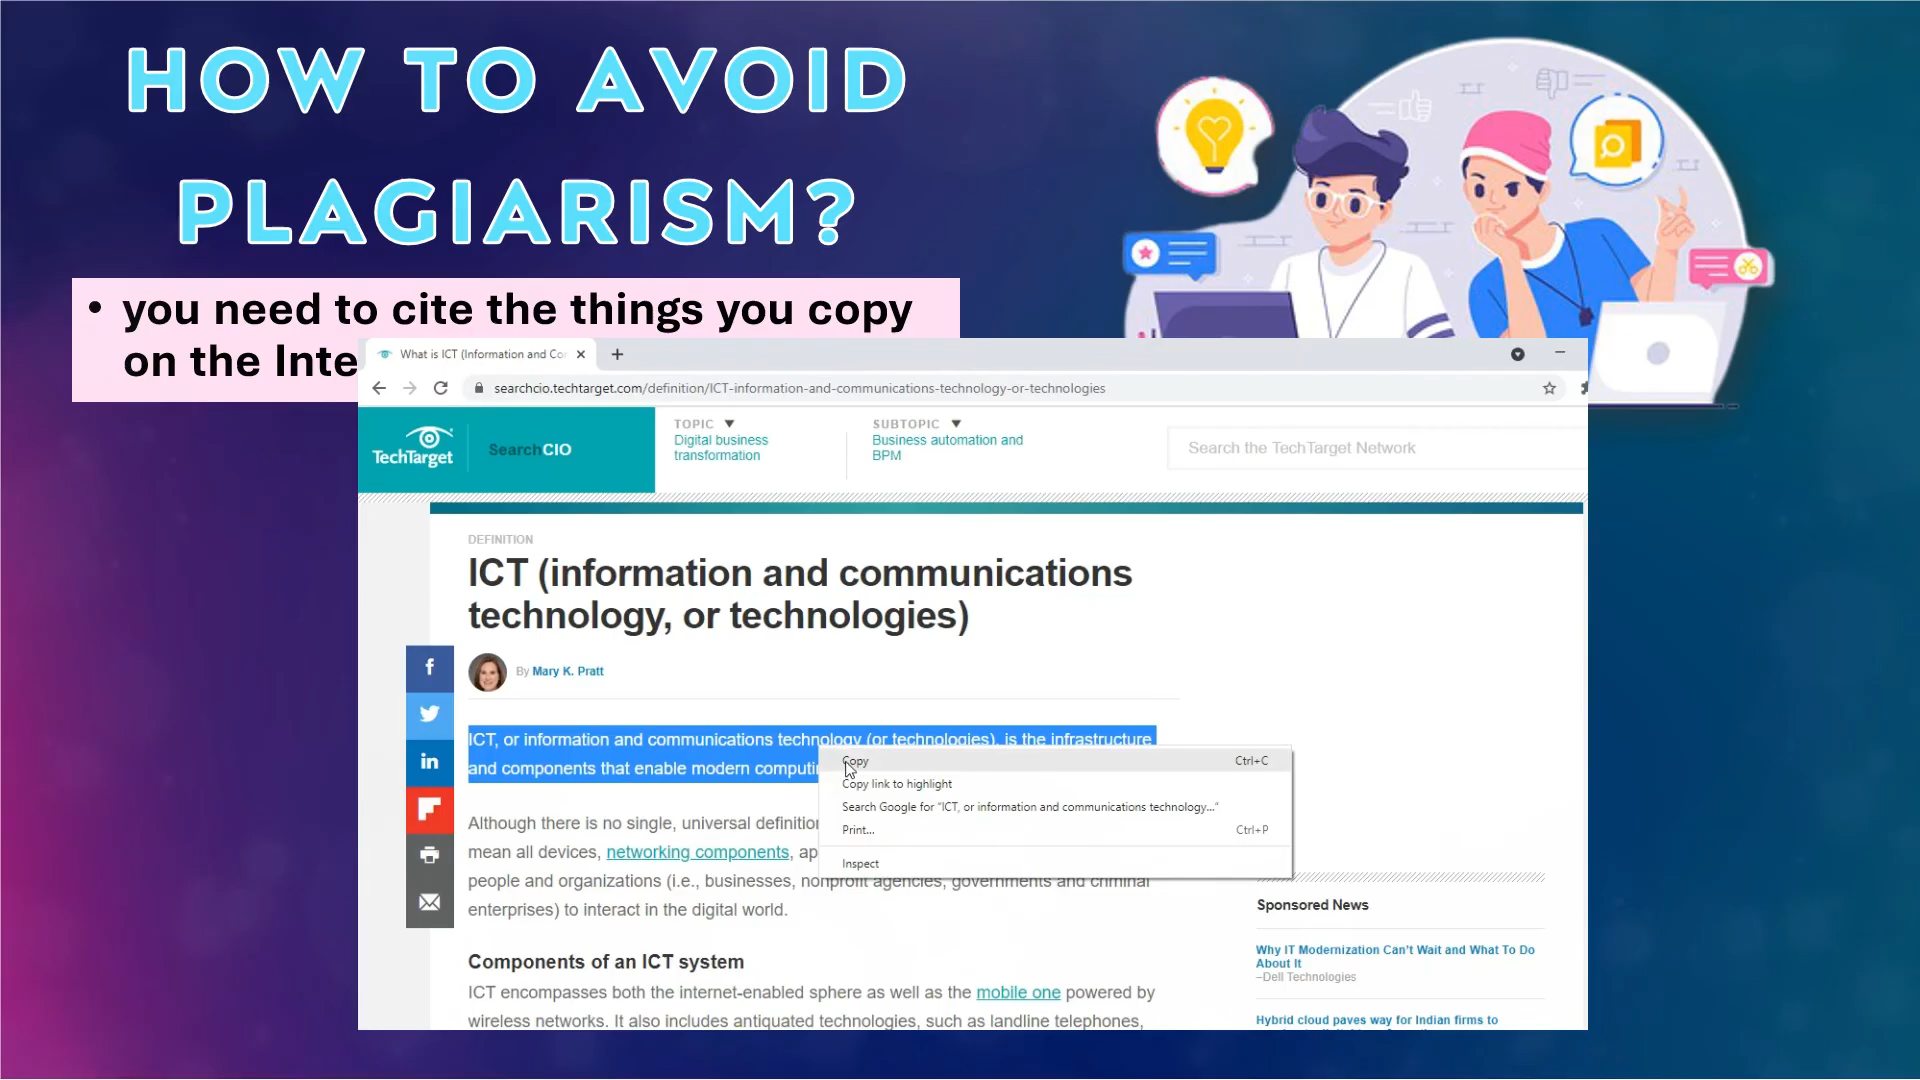 HOW TO AVOID
PLAGIARISM?
• you need to cite the things you copy
on the Inte
What is ICT (Information and Co
searchcio.techtarget.com/definition/ICT-information-and-communications-technology-or-technologies
TechTarget
SearchCIO
TOPIC
Digital business
transformation
SUBTOPIC
Business automation and
BPM
Search the TechTarget Network
DEFINITION
ICT (information and communications
technology, or technologies)
By Mary K. Pratt
ICT, or information and communications technology (or technologies), is the infrastructure
and components that enable modern computi
Copy Ctrl+C
Copy link to highlight
Search Google for “ICT, or information and communications technology...”
Print... Ctrl+P
Inspect
Although there is no single, universal definitio
mean all devices, networking components, ap
people and organizations (i.e., businesses, nonprofit agencies, governments and criminal
enterprises) to interact in the digital world.
Components of an ICT system
ICT encompasses both the internet-enabled sphere as well as the mobile one powered by
wireless networks. It also includes antiquated technologies, such as landline telephones,
Sponsored News
Why IT Modernization Can’t Wait and What To Do
About It
–Dell Technologies
Hybrid cloud paves way for Indian firms to